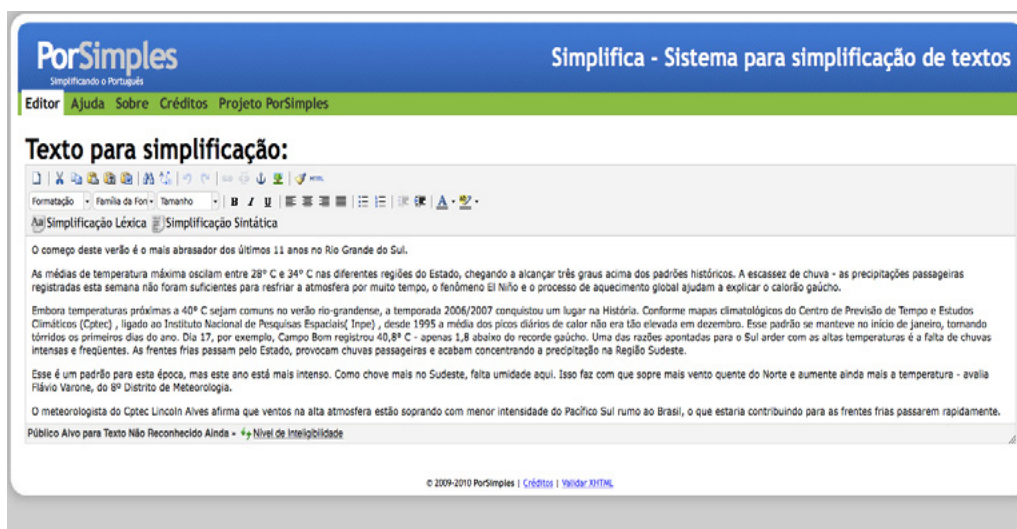 PorSimples
Simplificando o Português
Simplifica - Sistema para simplificação de textos
Editor Ajuda Sobre Créditos Projeto PorSimples
Texto para simplificação:
HTML
Formatação Família da Fon Tamanho B I U A ab
Aa Simplificação Léxica Simplificação Sintática
O começo deste verão é o mais abrasador dos últimos 11 anos no Rio Grande do Sul.
As médias de temperatura máxima oscilam entre 28º C e 34º C nas diferentes regiões do Estado, chegando a alcançar três graus acima dos padrões históricos. A escassez de chuva - as precipitações passageiras
registradas esta semana não foram suficientes para resfriar a atmosfera por muito tempo, o fenômeno El Niño e o processo de aquecimento global ajudam a explicar o calorão gaúcho.
Embora temperaturas próximas a 40º C sejam comuns no verão rio-grandense, a temporada 2006/2007 conquistou um lugar na História. Conforme mapas climatológicos do Centro de Previsão de Tempo e Estudos
Climáticos (Cptec) , ligado ao Instituto Nacional de Pesquisas Espaciais( Inpe) , desde 1995 a média dos picos diários de calor não era tão elevada em dezembro. Esse padrão se manteve no início de janeiro, tornando
tórridos os primeiros dias do ano. Dia 17, por exemplo, Campo Bom registrou 40,8º C - apenas 1,8 abaixo do recorde gaúcho. Uma das razões apontadas para o Sul arder com as altas temperaturas é a falta de chuvas
intensas e freqüentes. As frentes frias passam pelo Estado, provocam chuvas passageiras e acabam concentrando a precipitação na Região Sudeste.
Esse é um padrão para esta época, mas este ano está mais intenso. Como chove mais no Sudeste, falta umidade aqui. Isso faz com que sopre mais vento quente do Norte e aumente ainda mais a temperatura - avalia
Flávio Varone, do 8º Distrito de Meteorologia.
O meteorologista do Cptec Lincoln Alves afirma que ventos na alta atmosfera estão soprando com menor intensidade do Pacífico Sul rumo ao Brasil, o que estaria contribuindo para as frentes frias passarem rapidamente.
Público Alvo para Texto Não Reconhecido Ainda - Nível de Inteligibilidade
© 2009-2010 PorSimples | Créditos | Validar XHTML